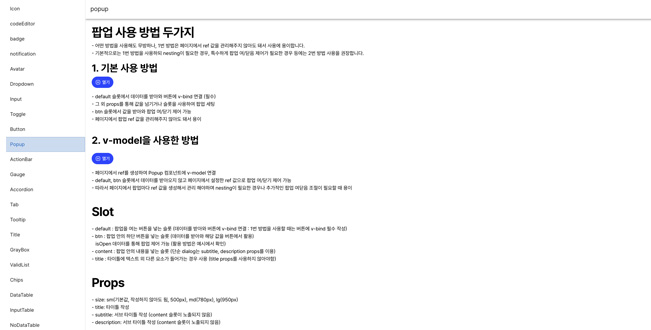 Icon
codeEditor
badge
notification
Avatar
Dropdown
Input
Toggle
Button
Popup
ActionBar
Gauge
Accordion
Tab
Tooltip
Title
GrayBox
ValidList
Chips
DataTable
InputTable
NoDataTable
popup
팝업 사용 방법 두가지
- 어떤 방법을 사용해도 무방하나, 1번 방법은 페이지에서 ref 값을 관리해주지 않아도 돼서 사용에 용이합니다.
- 기본적으로는 1번 방법을 사용하되 nesting이 필요한 경우, 특수하게 팝업 여/닫음 제어가 필요한 경우 등에는 2번 방법 사용을 권장합니다.
1. 기본 사용 방법
열기
- default 슬롯에서 데이터를 받아와 버튼에 v-bind 연결 (필수)
- 그 외 props를 통해 값을 넘기거나 슬롯을 사용하여 팝업 세팅
- btn 슬롯에서 값을 받아와 팝업 여/닫기 제어 가능
- 페이지에서 팝업 ref 값을 관리해주지 않아도 돼서 용이
2. v-model을 사용한 방법
열기
- 페이지에서 ref를 생성하여 Popup 컴포넌트에 v-model 연결
- default, btn 슬롯에서 데이터를 받아오지 않고 페이지에서 설정한 ref 값으로 팝업 여/닫기 제어 가능
- 따라서 페이지에서 팝업마다 ref 값을 생성해서 관리 해야하여 nesting이 필요한 경우나 추가적인 팝업 여닫음 조절이 필요할 때 용이
Slot
- default : 팝업을 여는 버튼을 넣는 슬롯 (데이터를 받아와 버튼에 v-bind 연결 : 1번 방법을 사용할 때는 버튼에 v-bind 필수 작성)
- btn : 팝업 안의 하단 버튼을 넣는 슬롯 (데이터를 받아와 해당 값을 버튼에서 활용)
isOpen 데이터를 통해 팝업 제어 가능 (활용 방법은 예시에서 확인)
- content : 팝업 안의 내용을 넣는 슬롯 (단순 dialog는 subtitle, description props를 이용)
- title : 타이틀에 텍스트 외 다른 요소가 들어가는 경우 사용 (title props를 사용하지 않아야함)
Props
- size: sm(기본값, 작성하지 않아도 됨, 500px), md(780px), lg(950px)
- title: 타이틀 작성
- subtitle: 서브 타이틀 작성 (content 슬롯이 노출되지 않음)
- description: 서브 타이틀 작성 (content 슬롯이 노출되지 않음)